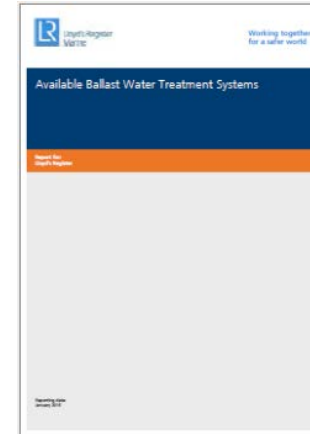 Lloyd's Register
Marine
Working together
for a safer world
Available Ballast Water Treatment Systems
Report for:
Lloyd's Register
Reporting date:
January 2015